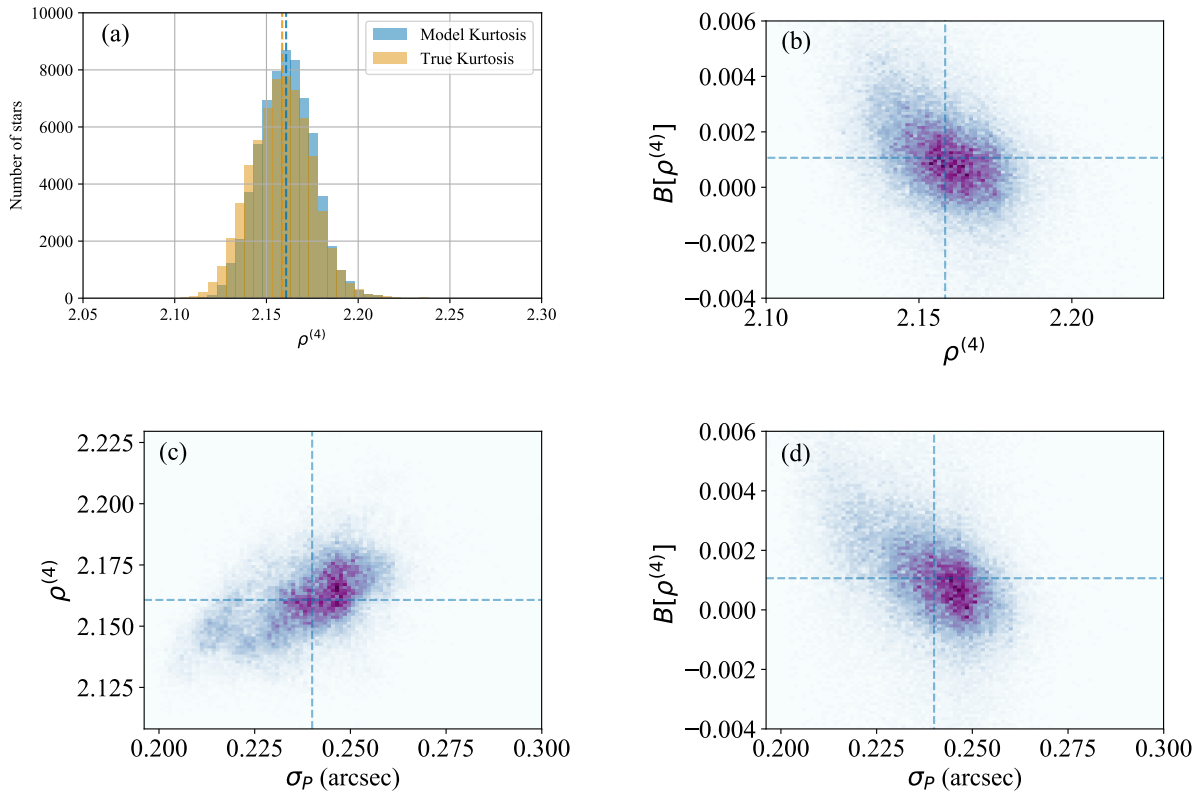 (a)
Model Kurtosis
True Kurtosis
10000
8000
6000
4000
2000
0
Number of stars
2.05 2.10 2.15 2.20 2.25 2.30
ρ⁽⁴⁾
(b)
0.006
0.004
0.002
0.000
−0.002
−0.004
B[ρ⁽⁴⁾]
2.10 2.15 2.20
ρ⁽⁴⁾
(c)
2.225
2.200
2.175
2.150
2.125
ρ⁽⁴⁾
0.200 0.225 0.250 0.275 0.300
σ_P (arcsec)
(d)
0.006
0.004
0.002
0.000
−0.002
−0.004
B[ρ⁽⁴⁾]
0.200 0.225 0.250 0.275 0.300
σ_P (arcsec)